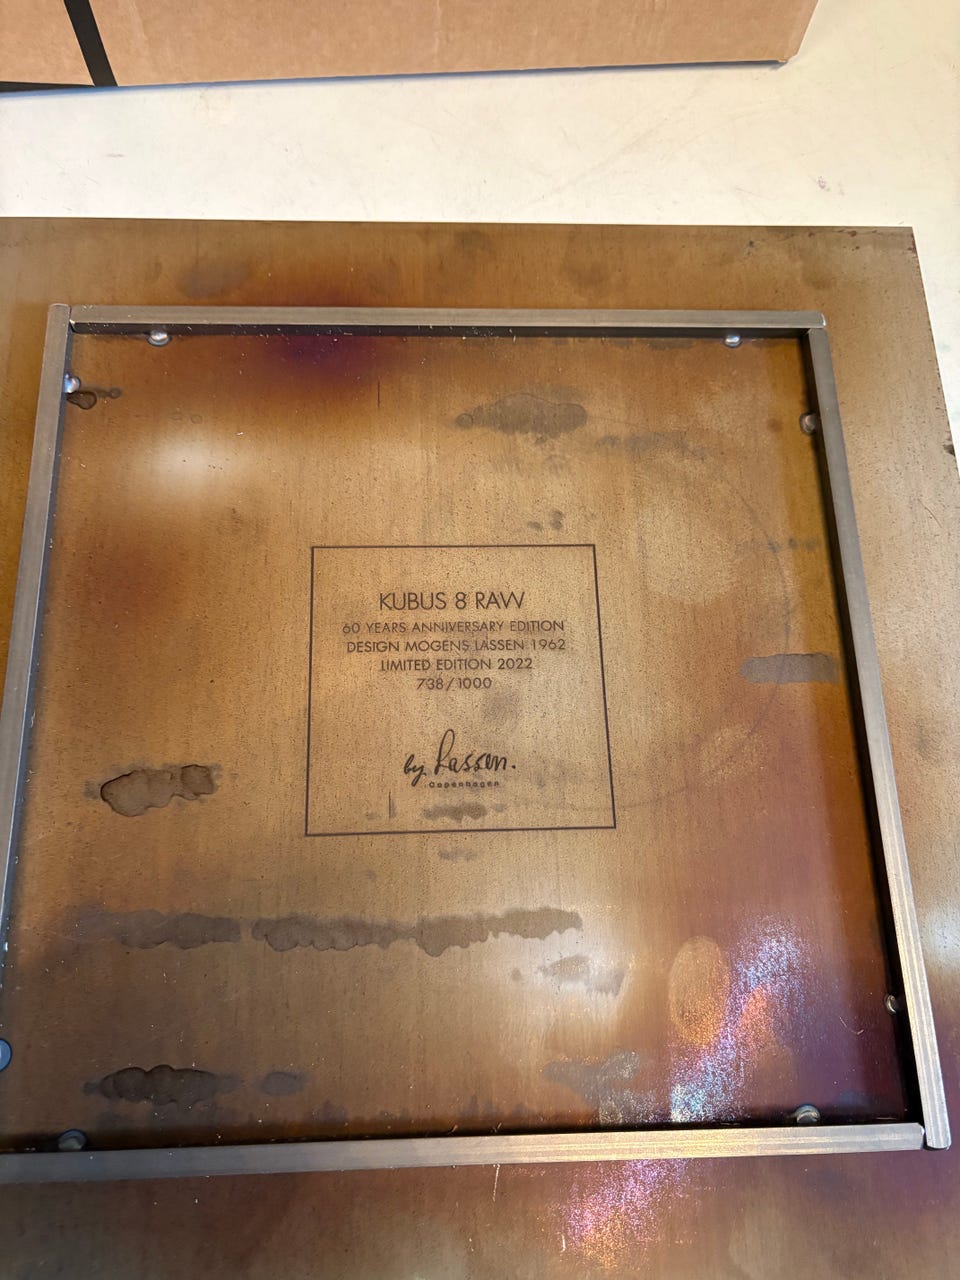 KUBUS 8 RAW
60 YEARS ANNIVERSARY EDITION
DESIGN MOGENS LASSEN 1962
LIMITED EDITION 2022
738/1000
by Lassen.
Copenhagen